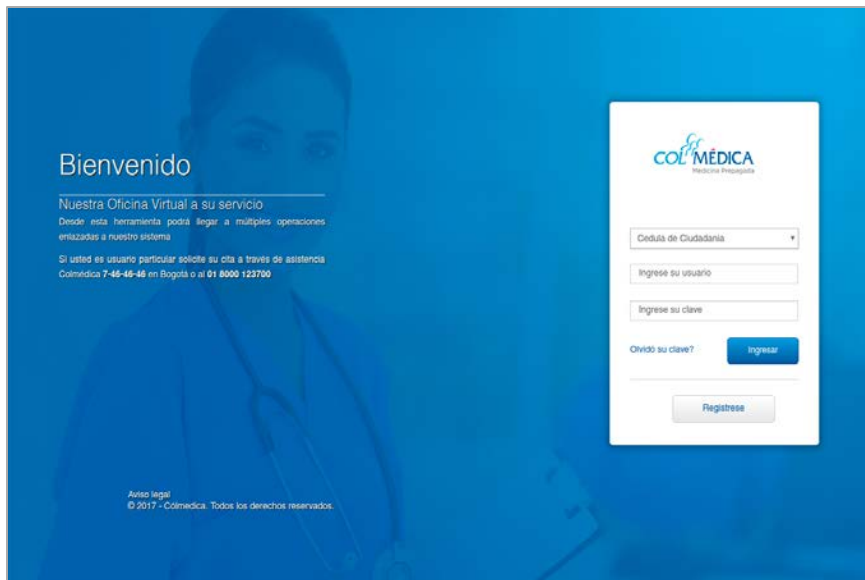 Bienvenido
Nuestra Oficina Virtual a su servicio
Desde esta herramienta podrá llegar a múltiples operaciones
enlazadas a nuestro sistema
Si usted es usuario particular solicite su cita a través de asistencia
Colmédica 7-46-46-46 en Bogotá o al 01 8000 123700
Aviso legal
© 2017 - Colmedica. Todos los derechos reservados.
COLMÉDICA
Medicina Prepagada
Cedula de Ciudadania
Ingrese su usuario
Ingrese su clave
Olvidó su clave?
Ingresar
Registrese